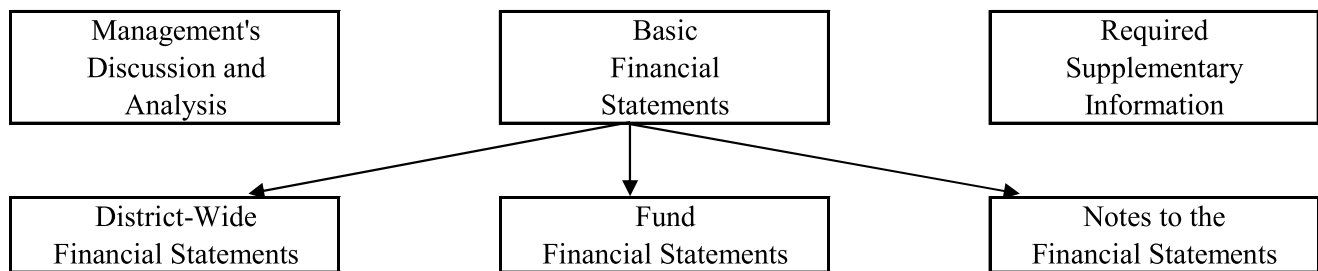 Management's
Discussion and
Analysis
Basic
Financial
Statements
Required
Supplementary
Information
District-Wide
Financial Statements
Fund
Financial Statements
Notes to the
Financial Statements